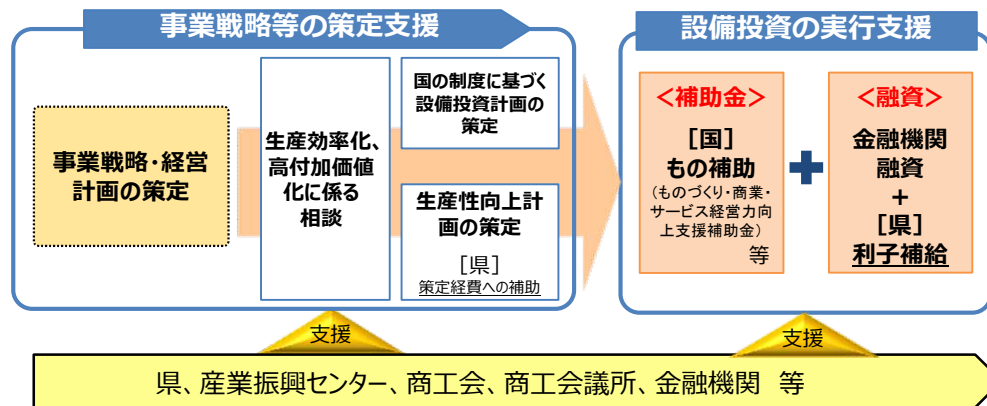 事業戦略等の策定支援
事業戦略・経営
計画の策定
生産効率化、
高付加価値
化に係る
相談
国の制度に基づく
設備投資計画の
策定
生産性向上計
画の策定
［県］
策定経費への補助
設備投資の実行支援
＜補助金＞
［国］
もの補助
（ものづくり・商業・
サービス経営力向
上支援補助金）
等
＜融資＞
金融機関
融資
＋
［県］
利子補給
支援
支援
県、産業振興センター、商工会、商工会議所、金融機関 等